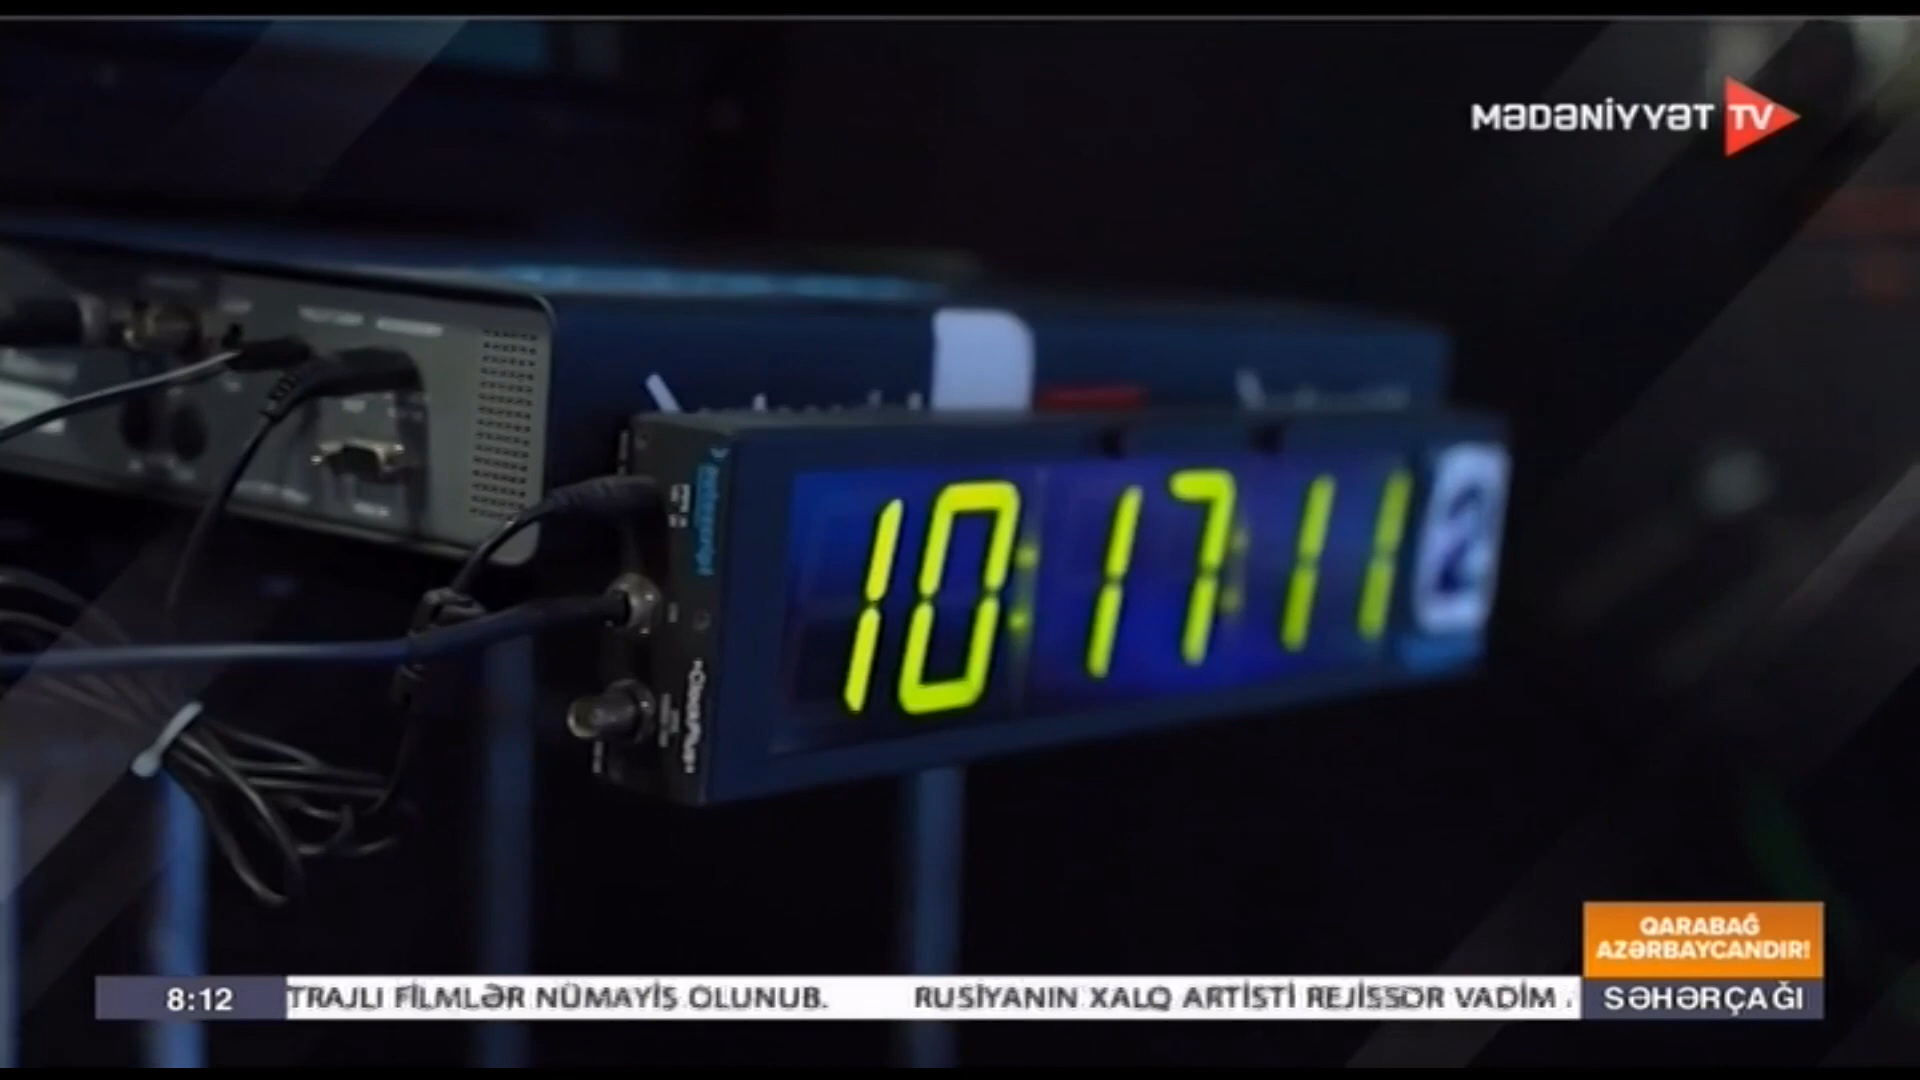 MƏDƏNİYYƏT TV
10:17:11
2
QARABAĞ
AZƏRBAYCANDIR!
8:12
TRAJLI FİLMLƏR NÜMAYİŞ OLUNUB. RUSİYANIN XALQ ARTİSTİ REJİSSOR VADİM
SƏHƏRÇAĞI